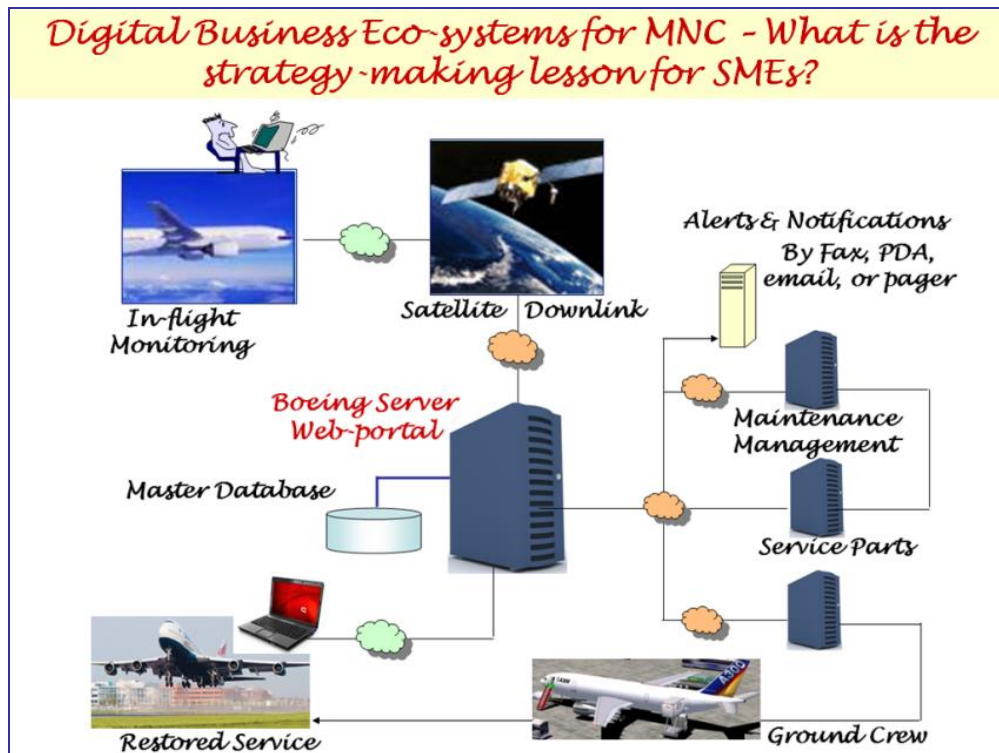 Digital Business Eco-systems for MNC – What is the
strategy-making lesson for SMEs?
Alerts & Notifications
By Fax, PDA,
email, or pager
In-flight
Monitoring
Satellite Downlink
Boeing Server
Web-portal
Maintenance
Management
Master Database
Service Parts
A300
Ground Crew
Restored Service